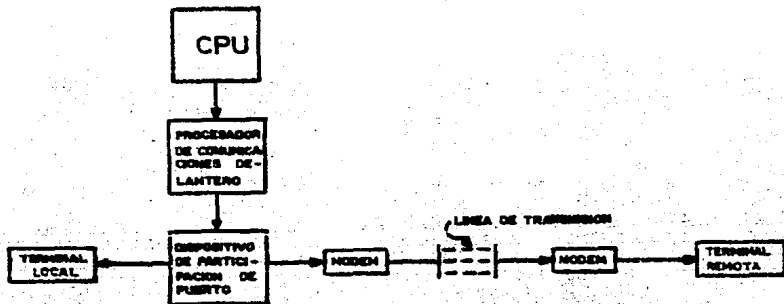 CPU
PROCESADOR
DE COMUNICA-
CIONES DE-
LANTERO
LINEA DE TRANSMISION
TERMINAL
LOCAL
DISPOSITIVO
DE PARTICI-
PACION DE
PUERTO
MODEM
MODEM
TERMINAL
REMOTA